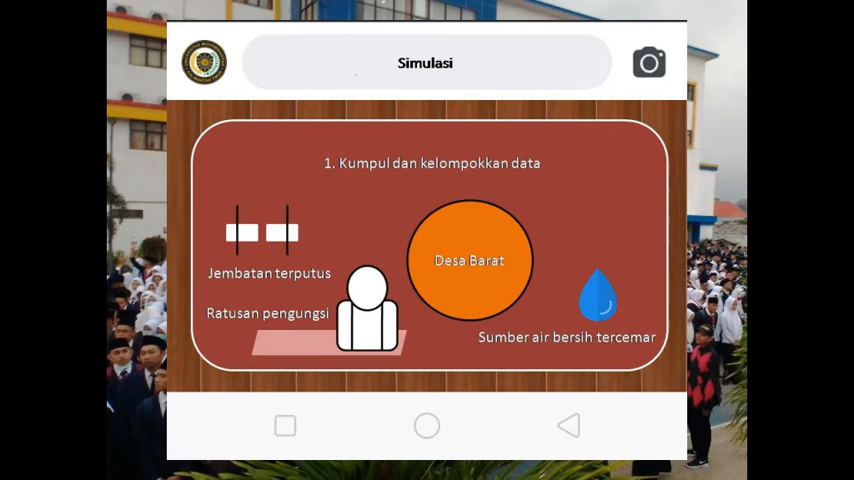 Simulasi
1. Kumpul dan kelompokkan data
Desa Barat
Jembatan terputus
Ratusan pengungsi
Sumber air bersih tercemar